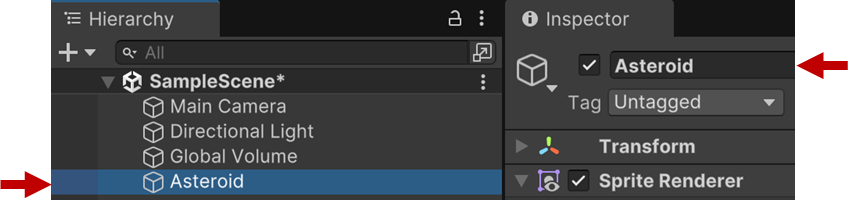 Hierarchy
All
SampleScene*
Main Camera
Directional Light
Global Volume
Asteroid
Inspector
Asteroid
Tag Untagged
Transform
Sprite Renderer